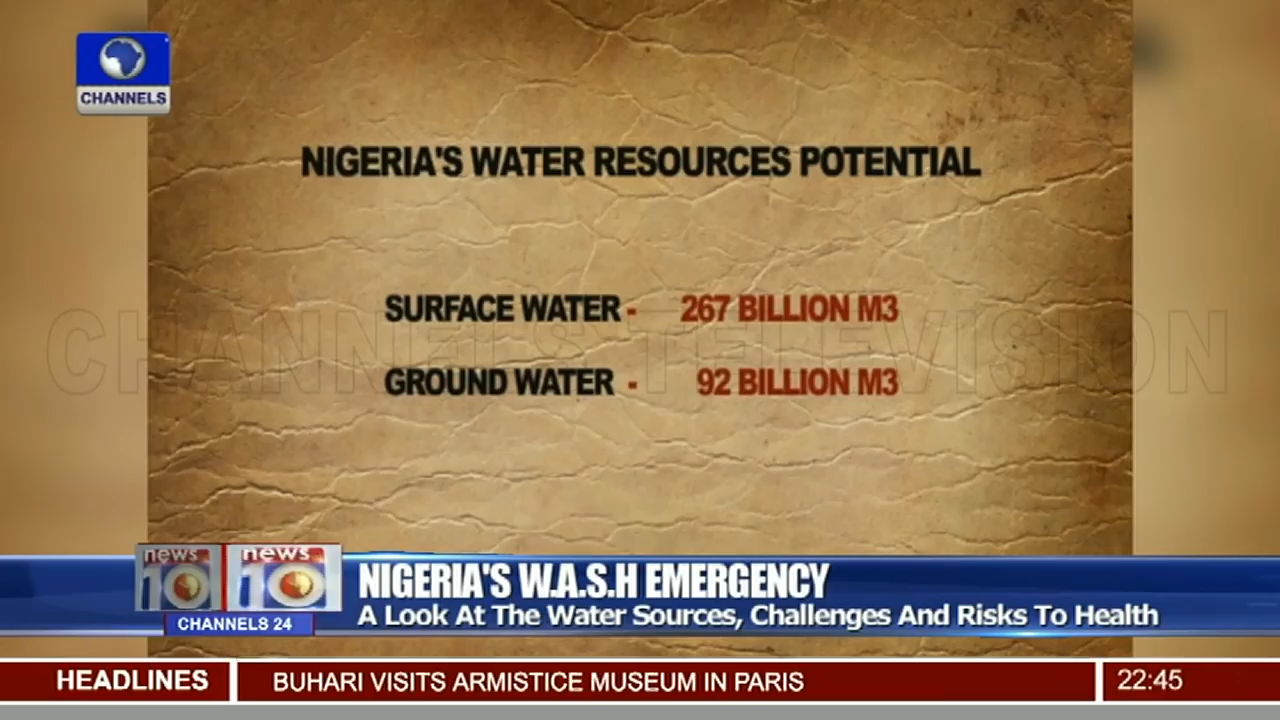 CHANNELS
NIGERIA'S WATER RESOURCES POTENTIAL
SURFACE WATER - 267 BILLION M3
CHANNELS TELEVISION
GROUND WATER - 92 BILLION M3
news
10
news
10
CHANNELS 24
NIGERIA'S W.A.S.H EMERGENCY
A Look At The Water Sources, Challenges And Risks To Health
HEADLINES
BUHARI VISITS ARMISTICE MUSEUM IN PARIS
22:45